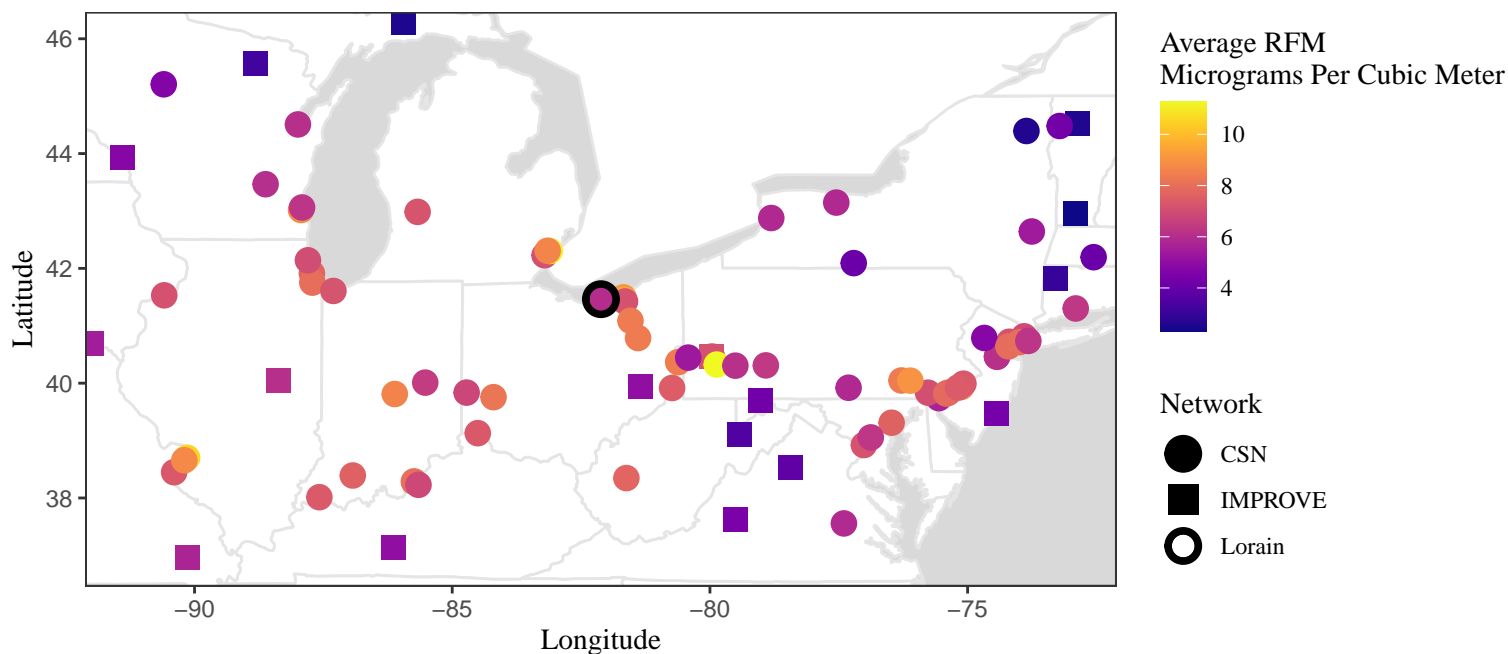 46
44
42
40
38
Latitude
−90
−85
−80
−75
Longitude
Average RFM
Micrograms Per Cubic Meter
10
8
6
4
Network
CSN
IMPROVE
Lorain